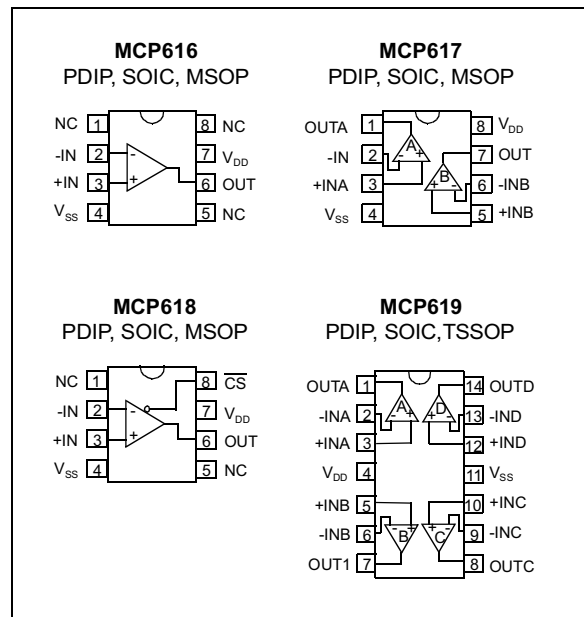 MCP616
PDIP, SOIC, MSOP
NC 1 8 NC
-IN 2 - 7 VDD
+IN 3 + 6 OUT
VSS 4 5 NC
MCP617
PDIP, SOIC, MSOP
OUTA 1 A 8 VDD
-IN 2 - + 7 OUT
+INA 3 B 6 -INB
VSS 4 + - 5 +INB
MCP618
PDIP, SOIC, MSOP
NC 1 8 CS
-IN 2 - 7 VDD
+IN 3 + 6 OUT
VSS 4 5 NC
MCP619
PDIP, SOIC,TSSOP
OUTA 1 A D 14 OUTD
-INA 2 - + + - 13 -IND
+INA 3 12 +IND
VDD 4 11 VSS
+INB 5 10 +INC
-INB 6 - + + - 9 -INC
OUT1 7 B C 8 OUTC